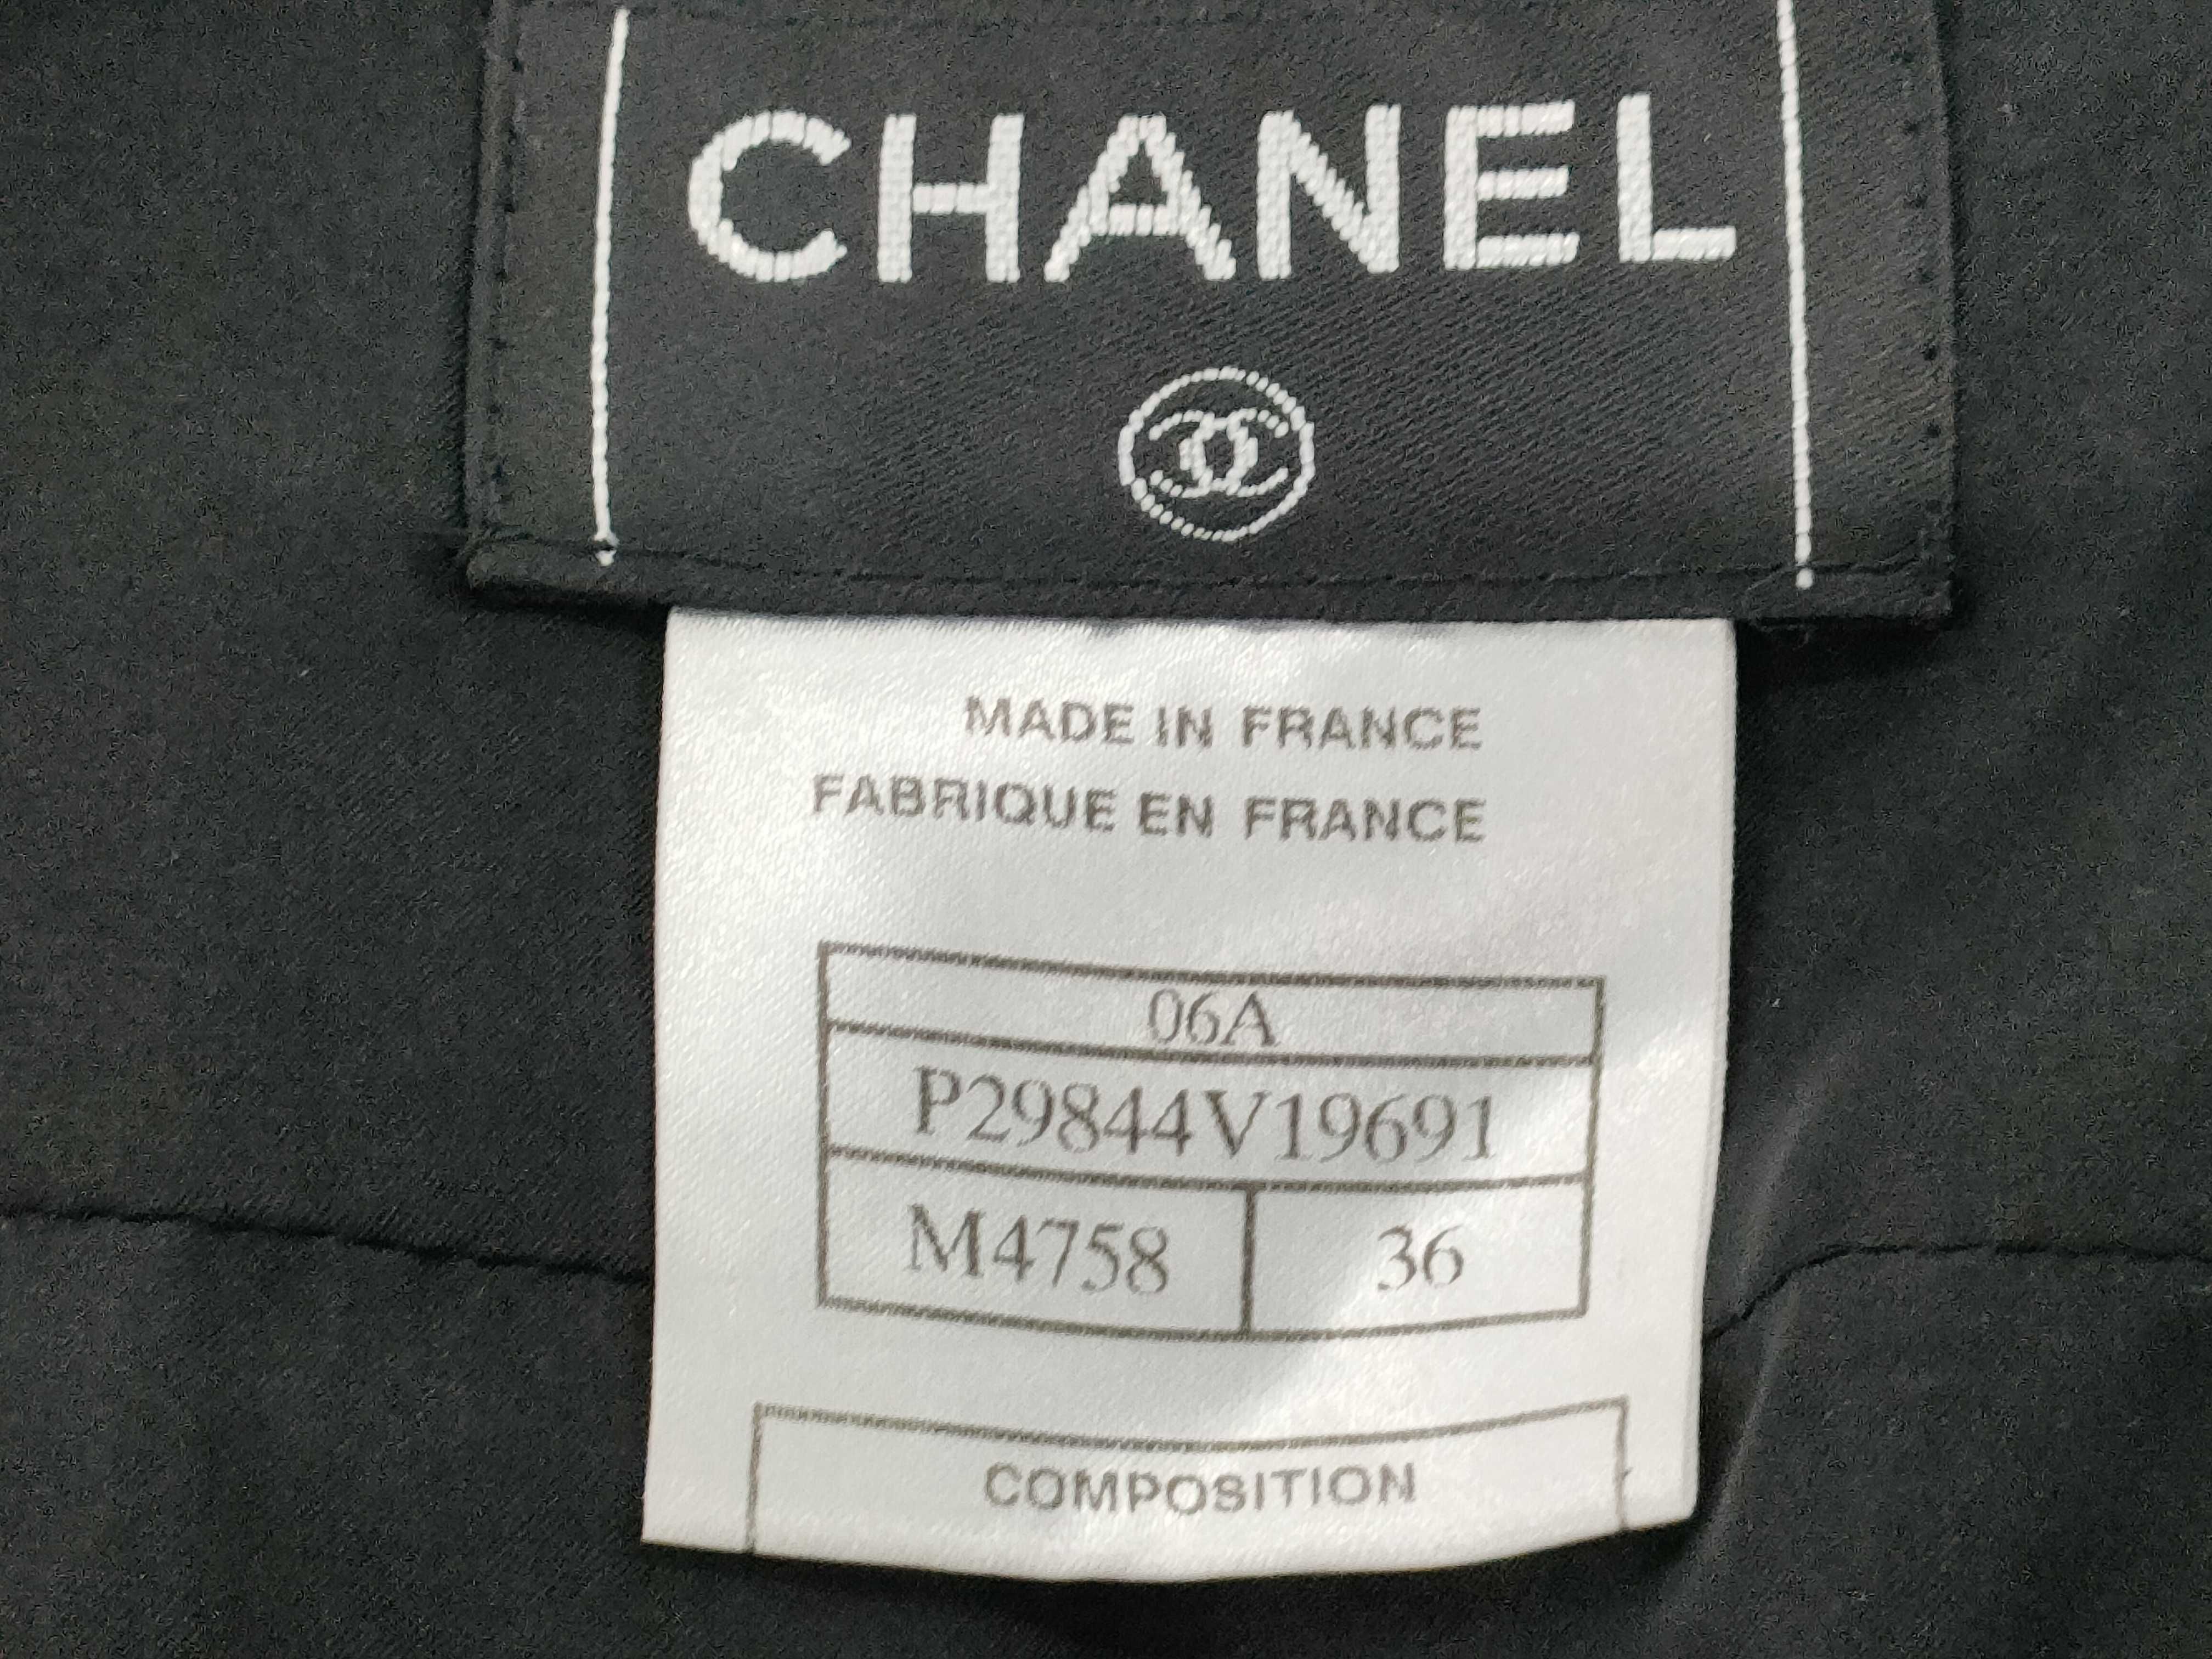 CHANEL
MADE IN FRANCE
FABRIQUE EN FRANCE
06A
P29844V19691
M4758 36
COMPOSITION